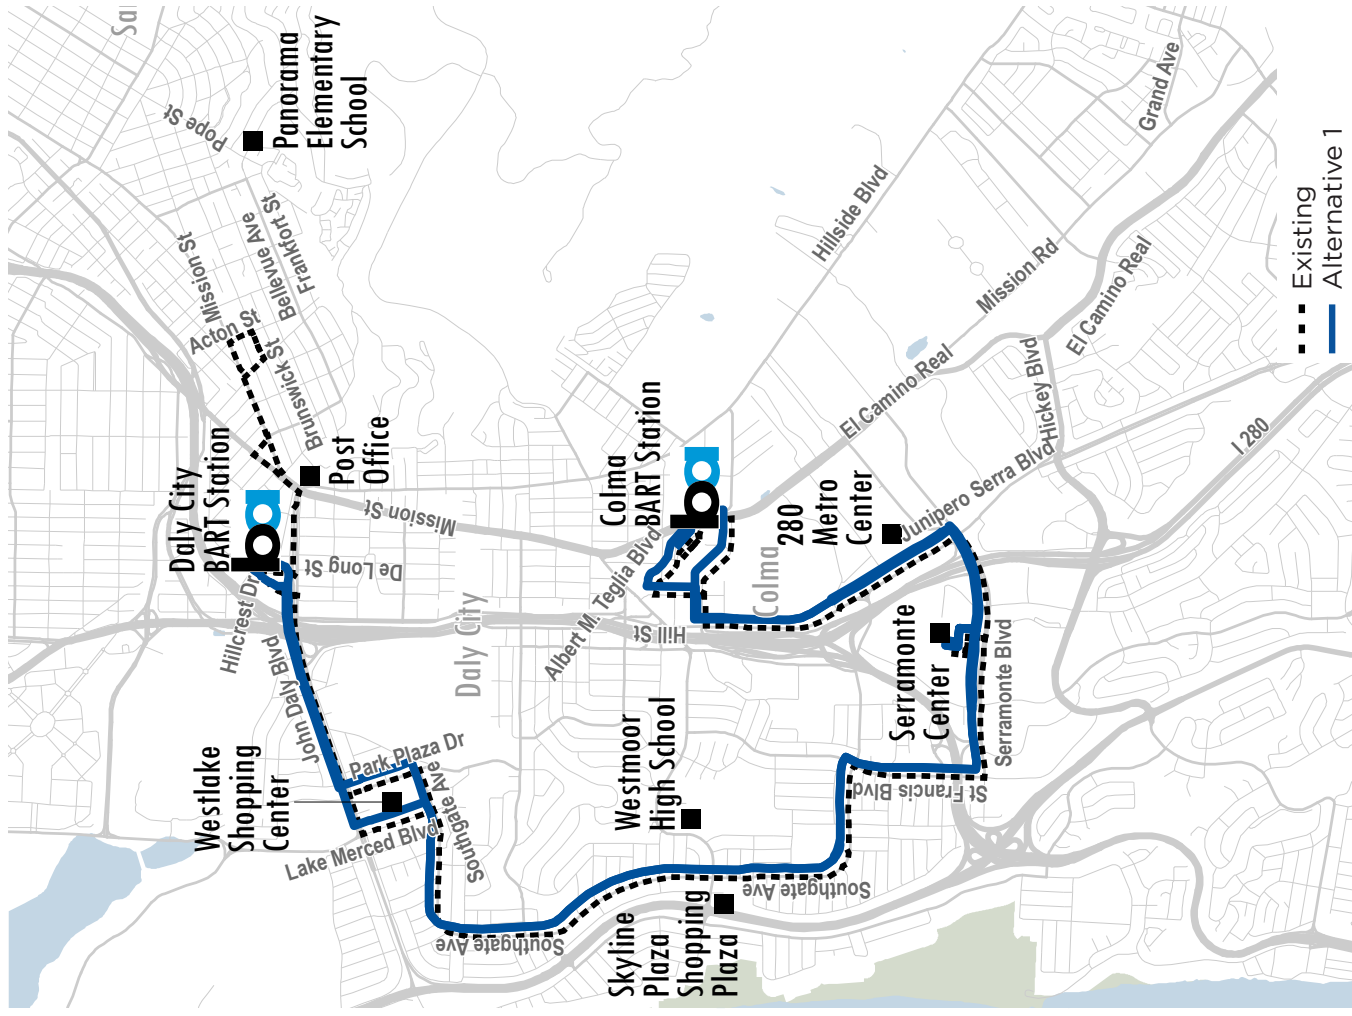 Sa
Panorama
Elementary
School
Pope St
Mission St
Bellevue Ave
Frankfort St
Acton St
Brunswick St
Post
Office
Daly City
BART Station
Hillcrest Dr
De Long St
Mission St
John Daly Blvd
Westlake
Shopping
Center
Park Plaza Dr
Lake Merced Blvd
Southgate Ave
Southgate Ave
Daly City
Colma
BART Station
Albert M. Teglia Blvd
Hill St
Colma
280
Metro
Center
Hillside Blvd
Grand Ave
Mission Rd
El Camino Real
El Camino Real
Hickey Blvd
Junipero Serra Blvd
I 280
Serramonte
Center
Serramonte Blvd
St Francis Blvd
Westmoor
High School
Southgate Ave
Southgate Ave
Skyline
Plaza
Shopping
Plaza
Existing
Alternative 1